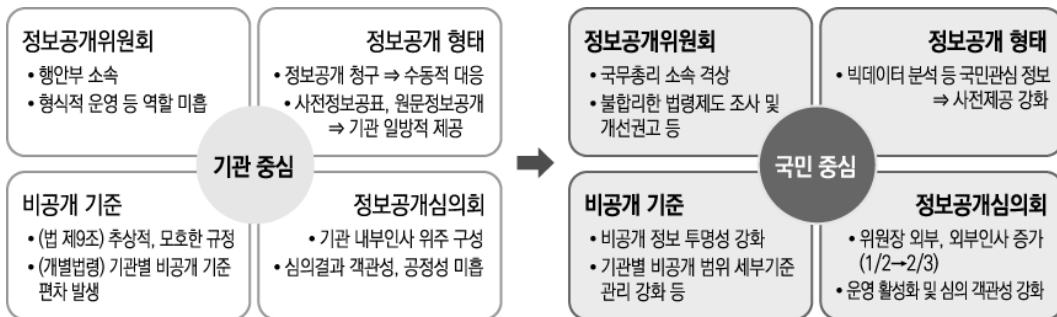 정보공개위원회
• 행안부 소속
• 형식적 운영 등 역할 미흡
정보공개 형태
• 정보공개 청구 ⇒ 수동적 대응
• 사전정보공표, 원문정보공개
⇒ 기관 일방적 제공
기관 중심
비공개 기준
• (법 제9조) 추상적, 모호한 규정
• (개별법령) 기관별 비공개 기준
편차 발생
정보공개심의회
• 기관 내부인사 위주 구성
• 심의결과 객관성, 공정성 미흡
정보공개위원회
• 국무총리 소속 격상
• 불합리한 법령제도 조사 및
개선권고 등
정보공개 형태
• 빅데이터 분석 등 국민관심 정보
⇒ 사전제공 강화
국민 중심
비공개 기준
• 비공개 정보 투명성 강화
• 기관별 비공개 범위 세부기준
관리 강화 등
정보공개심의회
• 위원장 외부, 외부인사 증가
(1/2→2/3)
• 운영 활성화 및 심의 객관성 강화